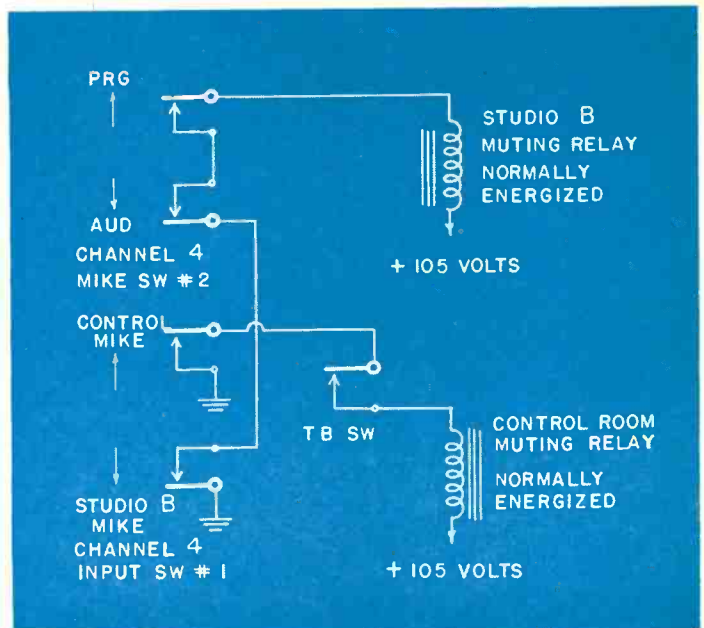 PRG
AUD
CHANNEL 4
MIKE SW #2
CONTROL
MIKE
STUDIO B
MIKE
CHANNEL 4
INPUT SW #1
TB SW
STUDIO B
MUTING RELAY
NORMALLY
ENERGIZED
+ 105 VOLTS
CONTROL ROOM
MUTING RELAY
NORMALLY
ENERGIZED
+ 105 VOLTS